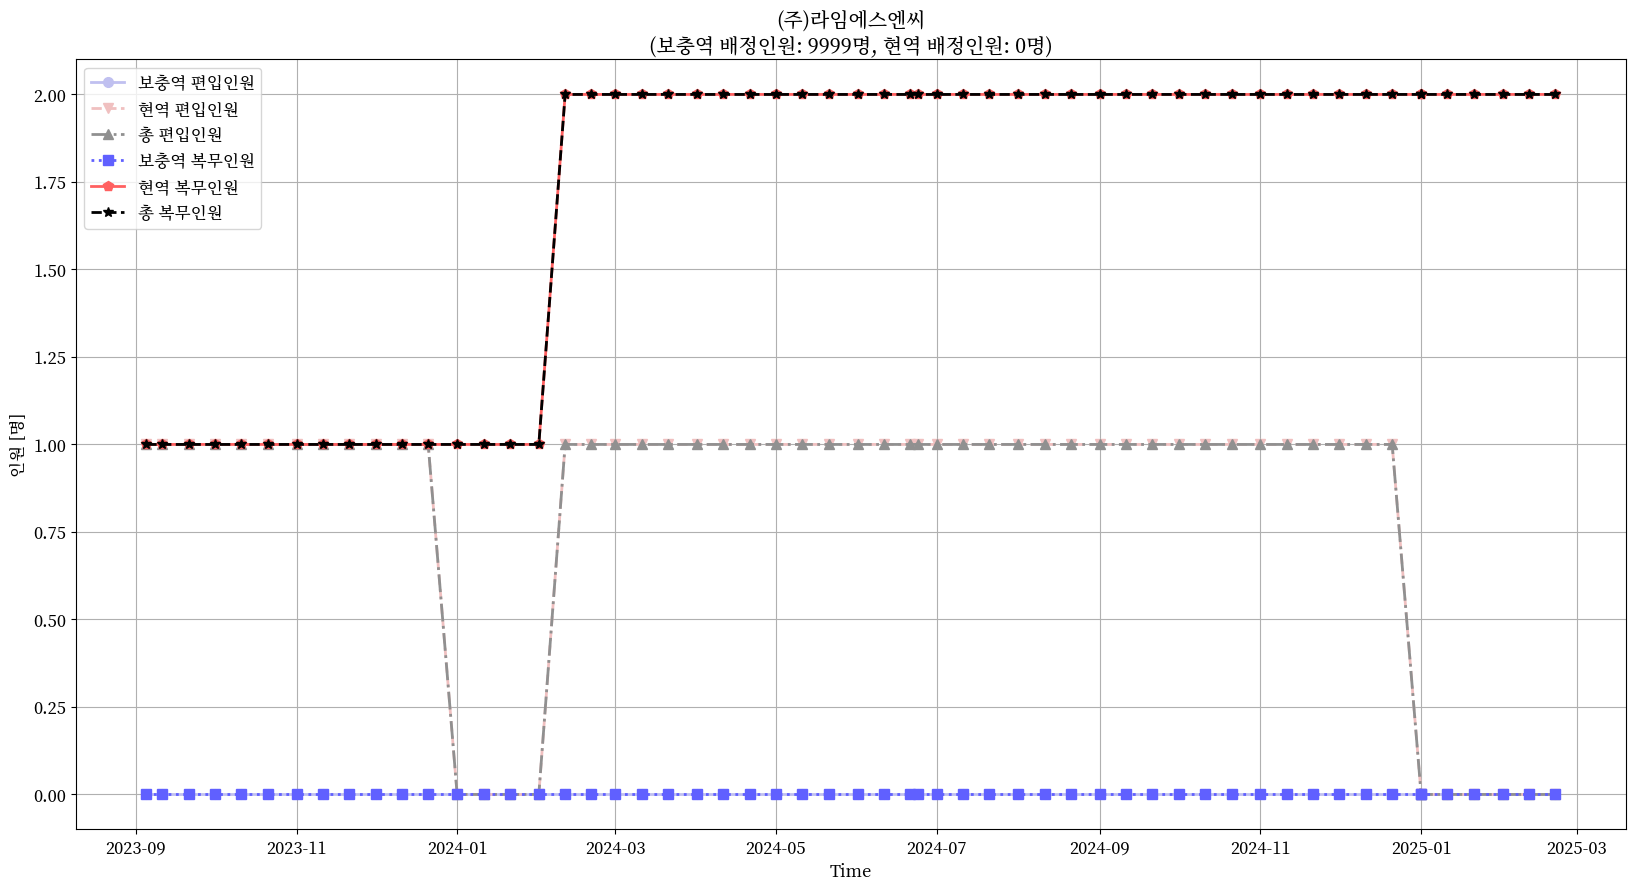 (주)라임에스엔씨
(보충역 배정인원: 9999명, 현역 배정인원: 0명)
보충역 편입인원
현역 편입인원
총 편입인원
보충역 복무인원
현역 복무인원
총 복무인원
2.00
1.75
1.50
1.25
1.00
0.75
0.50
0.25
0.00
인원 [명]
2023-09 2023-11 2024-01 2024-03 2024-05 2024-07 2024-09 2024-11 2025-01 2025-03
Time